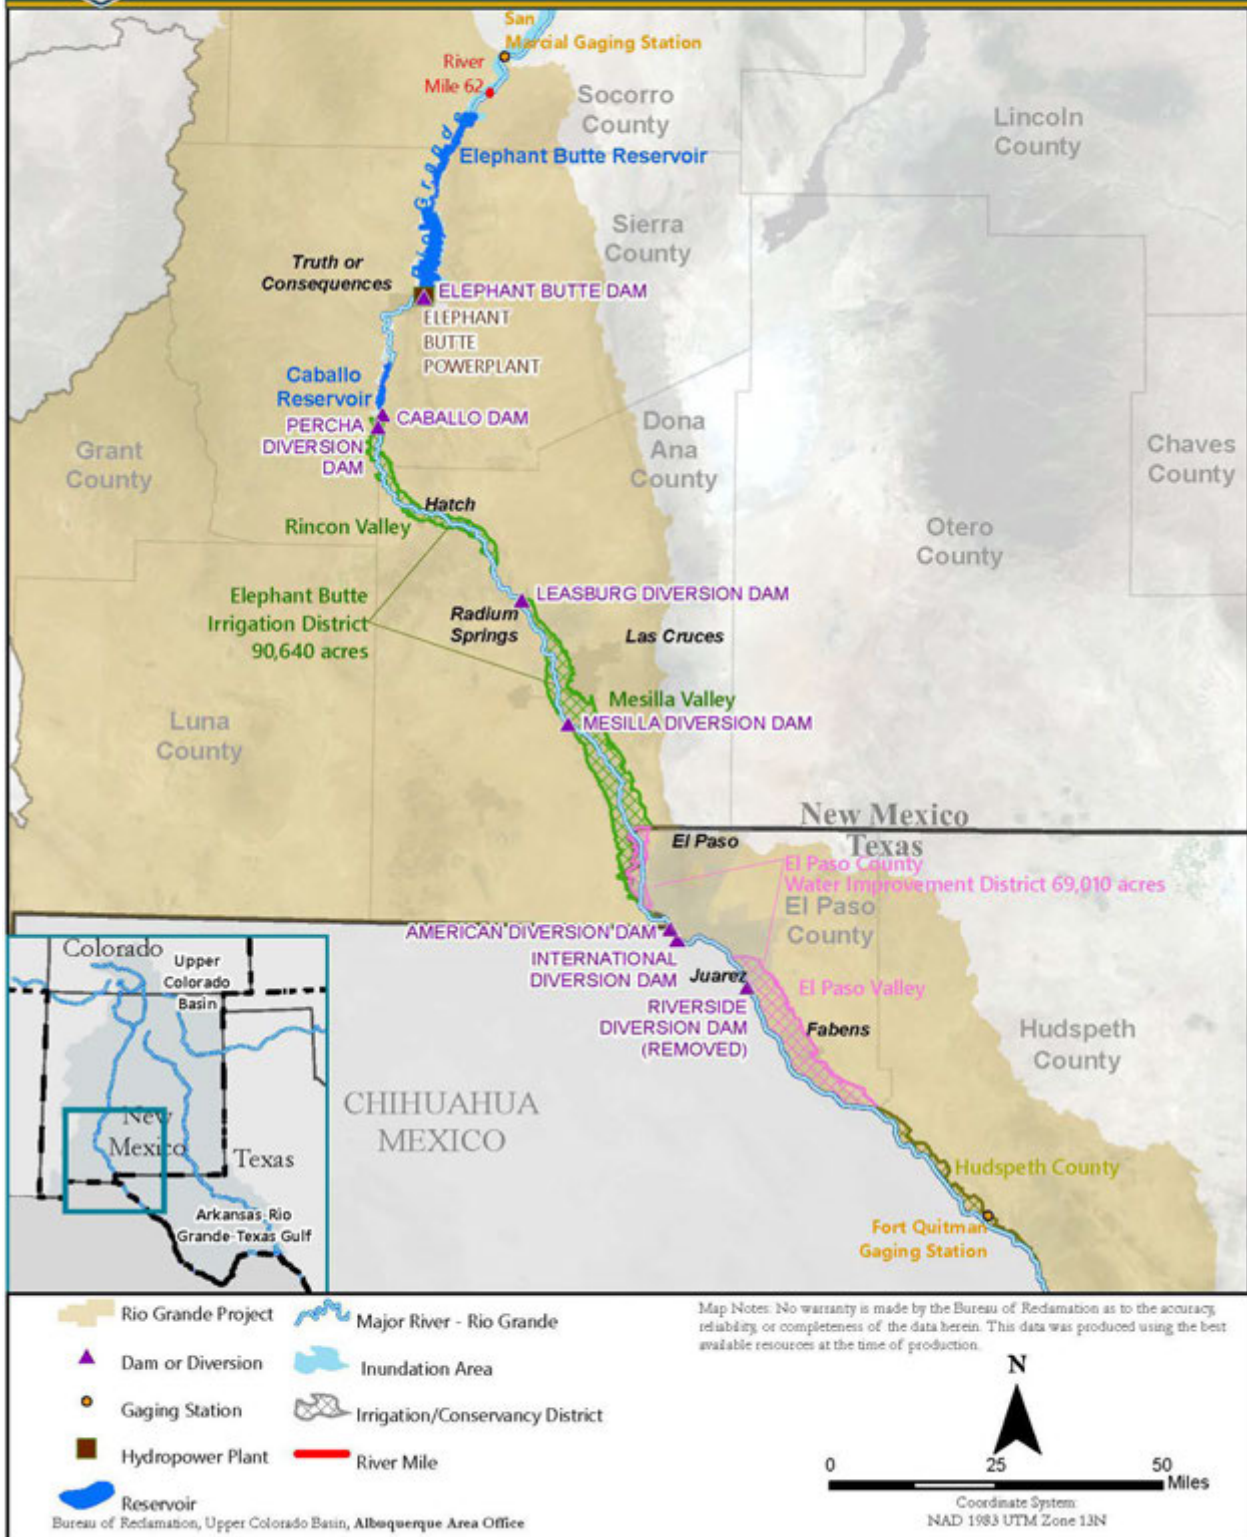 San
Marcial Gaging Station
River
Mile 62
Socorro
County
Lincoln
County
Rio Grande
Elephant Butte Reservoir
Sierra
County
Truth or
Consequences
ELEPHANT BUTTE DAM
ELEPHANT
BUTTE
POWERPLANT
Caballo
Reservoir
CABALLO DAM
PERCHA
DIVERSION
DAM
Dona
Ana
County
Grant
County
Chaves
County
Hatch
Rincon Valley
Otero
County
Elephant Butte
Irrigation District
90,640 acres
LEASBURG DIVERSION DAM
Radium
Springs
Las Cruces
Mesilla Valley
MESILLA DIVERSION DAM
Luna
County
New Mexico
Texas
El Paso
El Paso County
Water Improvement District 69,010 acres
El Paso
County
AMERICAN DIVERSION DAM
INTERNATIONAL
DIVERSION DAM
Juarez
RIVERSIDE
DIVERSION DAM
(REMOVED)
El Paso Valley
Fabens
Hudspeth
County
CHIHUAHUA
MEXICO
Hudspeth County
Fort Quitman
Gaging Station
Colorado
Upper
Colorado
Basin
New
Mexico
Texas
Arkansas-Rio
Grande-Texas Gulf
Rio Grande Project
Dam or Diversion
Gaging Station
Hydropower Plant
Reservoir
Major River - Rio Grande
Inundation Area
Irrigation/Conservancy District
River Mile
Map Notes: No warranty is made by the Bureau of Reclamation as to the accuracy,
reliability, or completeness of the data herein. This data was produced using the best
available resources at the time of production.
N
0 25 50
Miles
Coordinate System:
NAD 1983 UTM Zone 13N
Bureau of Reclamation, Upper Colorado Basin, Albuquerque Area Office